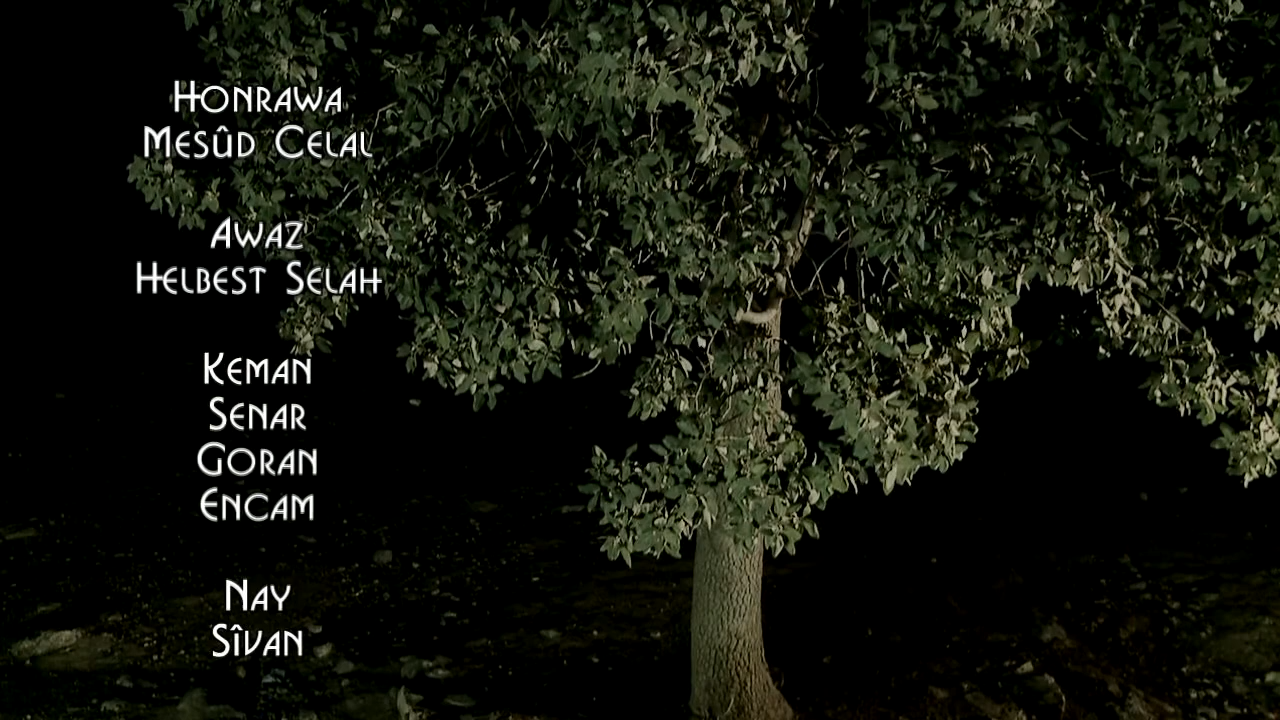 Honrawa
Mesûd Celal
Awaz
Helbest Selah
Keman
Senar
Goran
Encam
Nay
Sîvan